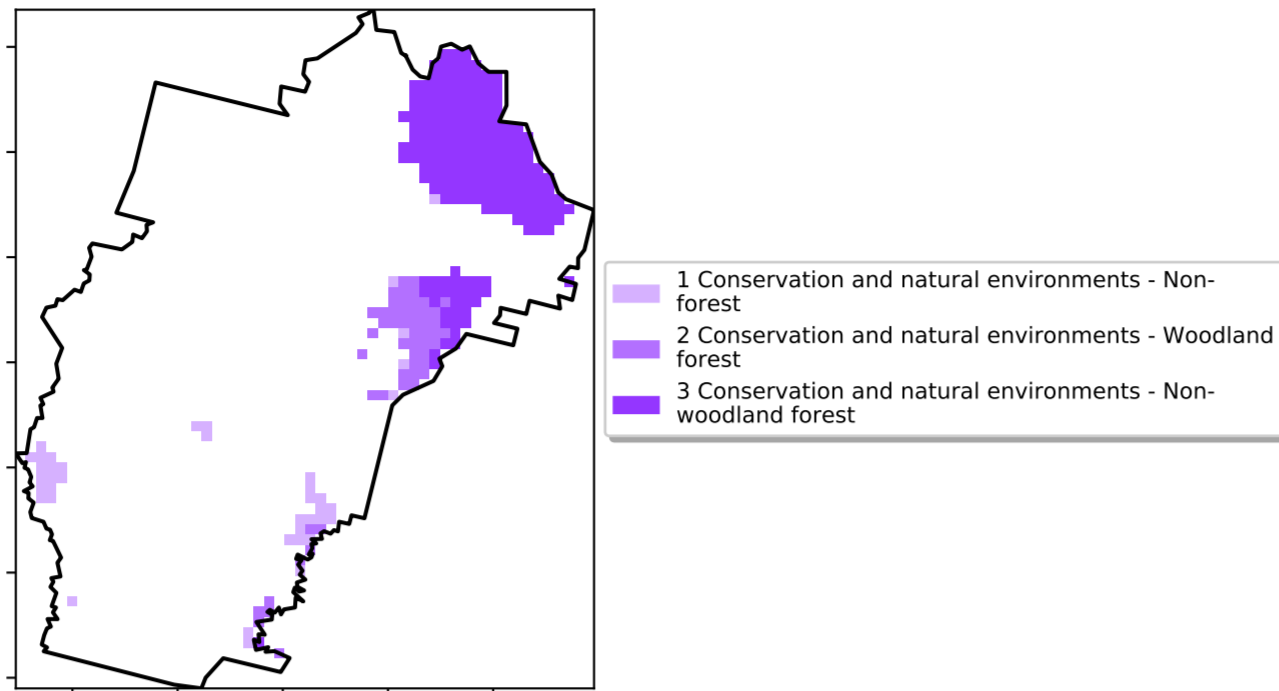 1 Conservation and natural environments - Non-
forest
2 Conservation and natural environments - Woodland
forest
3 Conservation and natural environments - Non-
woodland forest